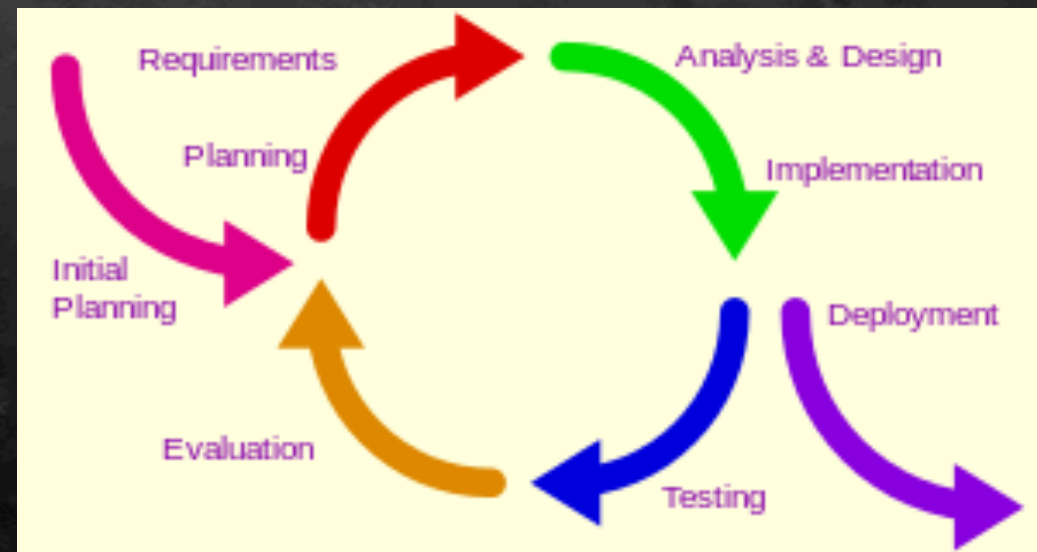 Requirements
Analysis & Design
Planning
Implementation
Initial
Planning
Deployment
Evaluation
Testing